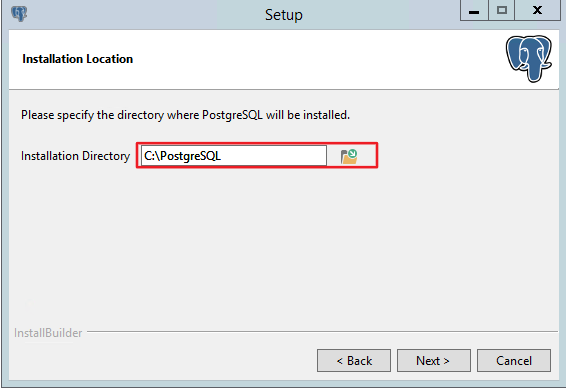 Setup
Installation Location
Please specify the directory where PostgreSQL will be installed.
Installation Directory C:\PostgreSQL
InstallBuilder
< Back Next > Cancel